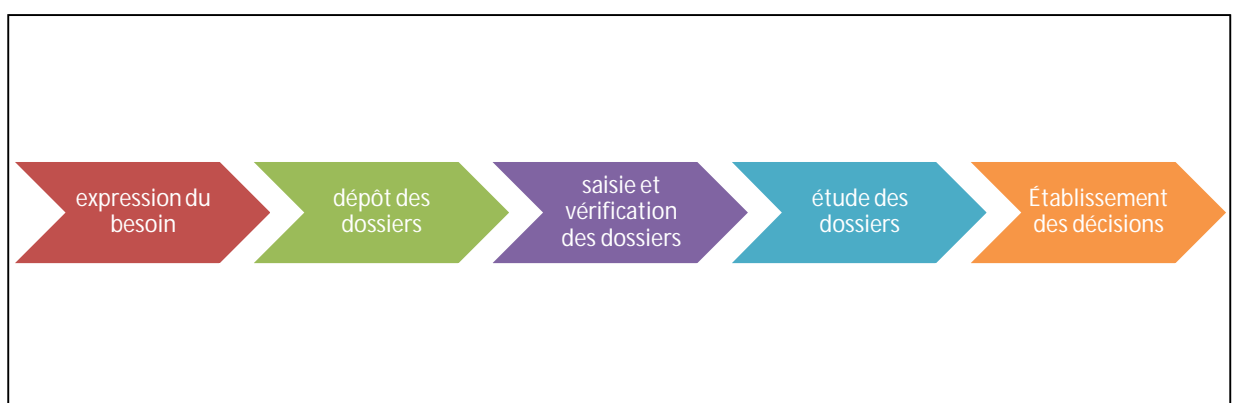 expression du
besoin
dépôt des
dossiers
saisie et
vérification
des dossiers
étude des
dossiers
Établissement
des décisions